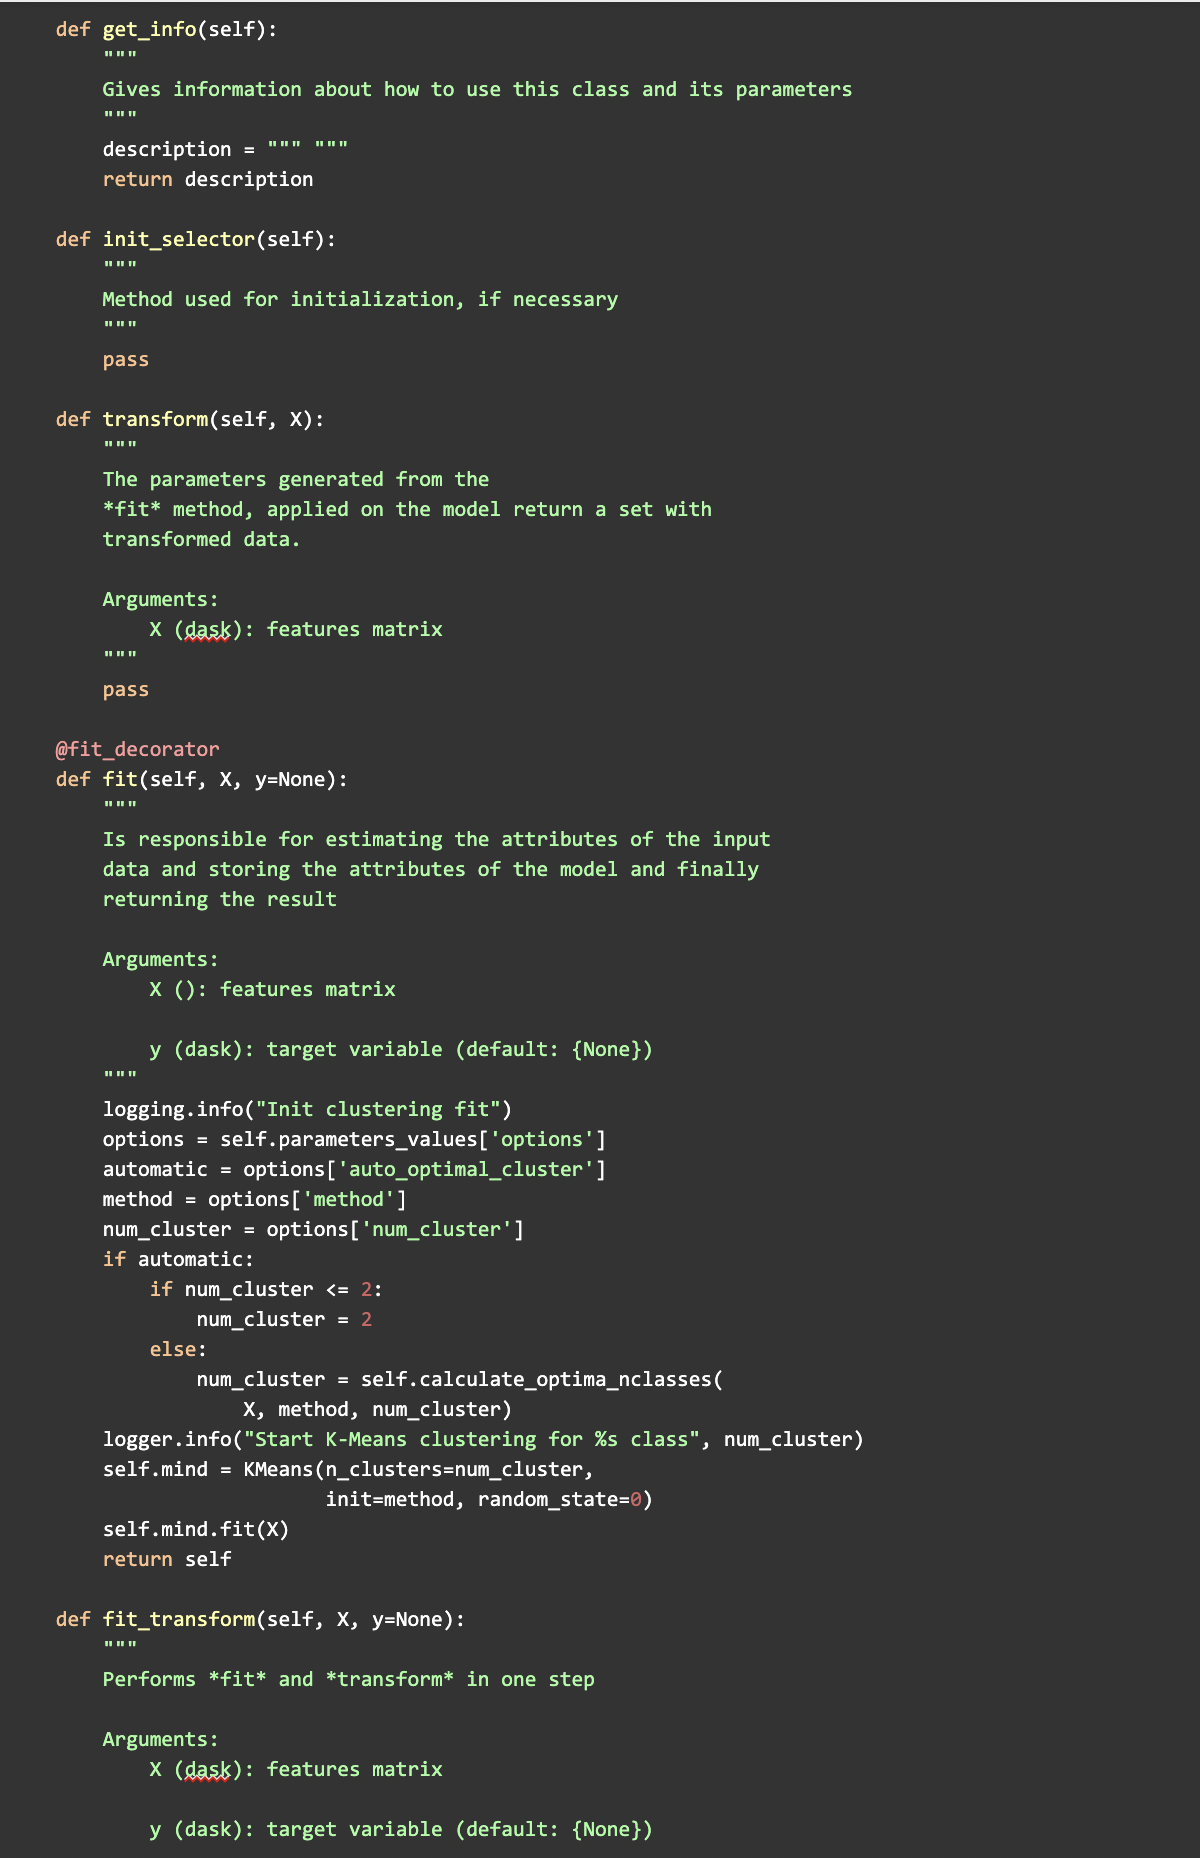 def get_info(self):
    """
    Gives information about how to use this class and its parameters
    """
    description = """ """
    return description

def init_selector(self):
    """
    Method used for initialization, if necessary
    """
    pass

def transform(self, X):
    """
    The parameters generated from the
    *fit* method, applied on the model return a set with
    transformed data.

    Arguments:
        X (dask): features matrix
    """
    pass

@fit_decorator
def fit(self, X, y=None):
    """
    Is responsible for estimating the attributes of the input
    data and storing the attributes of the model and finally
    returning the result

    Arguments:
        X (): features matrix

        y (dask): target variable (default: {None})
    """
    logging.info("Init clustering fit")
    options = self.parameters_values['options']
    automatic = options['auto_optimal_cluster']
    method = options['method']
    num_cluster = options['num_cluster']
    if automatic:
        if num_cluster <= 2:
            num_cluster = 2
        else:
            num_cluster = self.calculate_optima_nclasses(
                X, method, num_cluster)
    logger.info("Start K-Means clustering for %s class", num_cluster)
    self.mind = KMeans(n_clusters=num_cluster,
                       init=method, random_state=0)
    self.mind.fit(X)
    return self

def fit_transform(self, X, y=None):
    """
    Performs *fit* and *transform* in one step

    Arguments:
        X (dask): features matrix

        y (dask): target variable (default: {None})